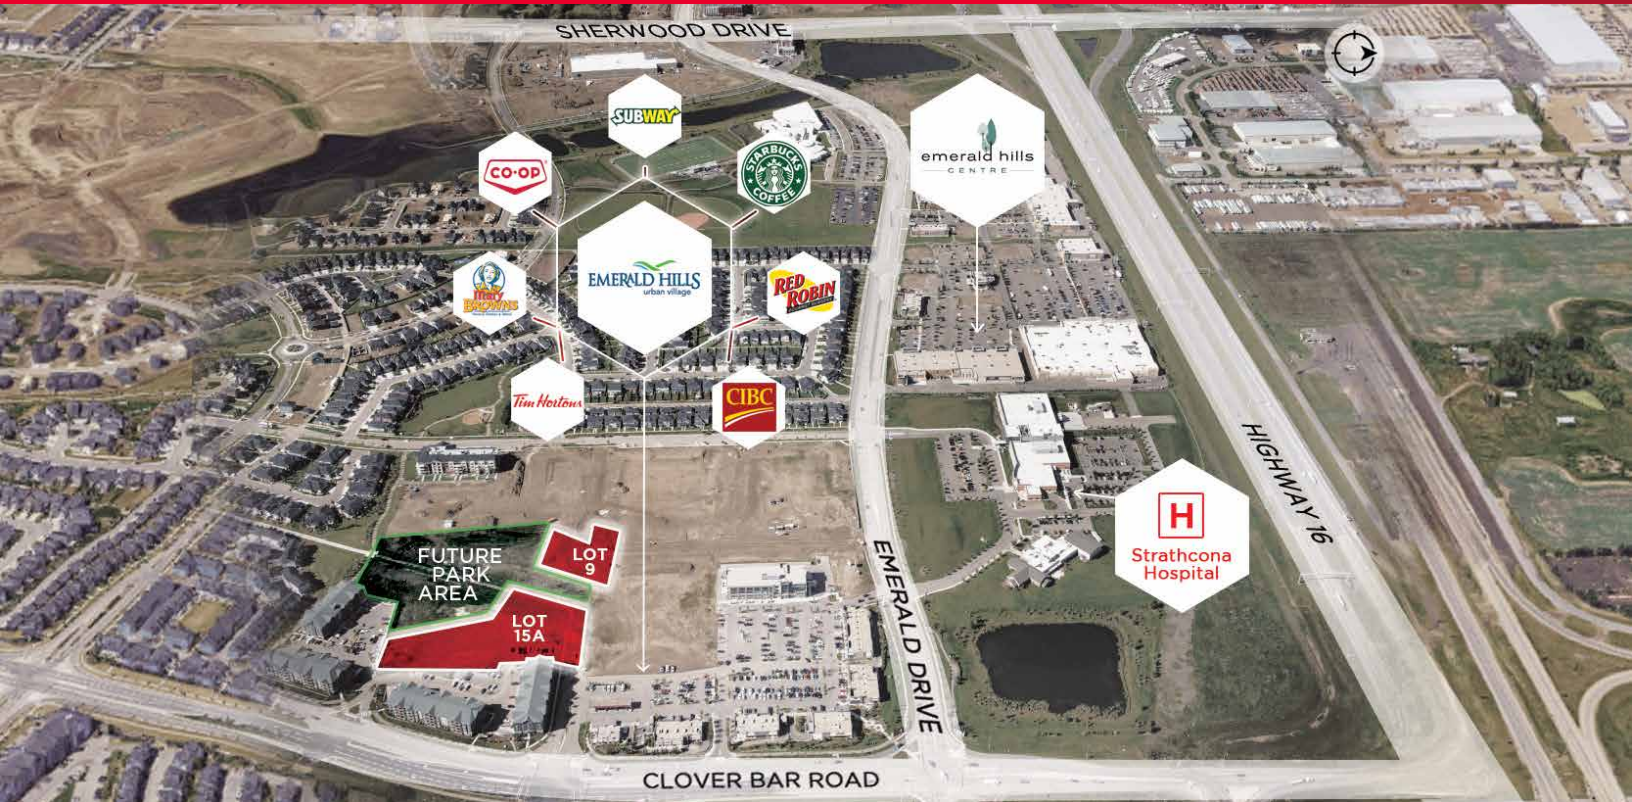 SHERWOOD DRIVE
SUBWAY
CO·OP
STARBUCKS
COFFEE
emerald hills
CENTRE
EMERALD HILLS
urban village
Mary
BROWNS
RED
ROBIN
Tim Hortons
CIBC
HIGHWAY 16
H
Strathcona
Hospital
FUTURE
PARK
AREA
LOT
9
LOT
15A
EMERALD DRIVE
CLOVER BAR ROAD